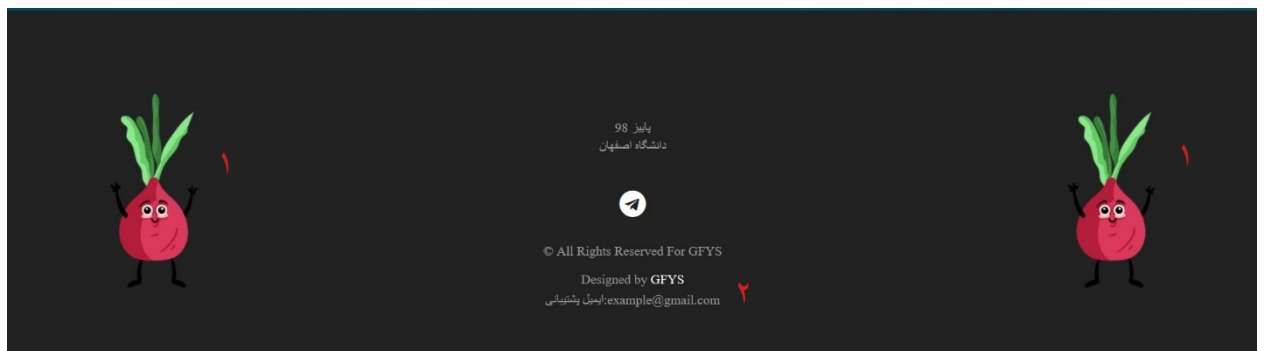 پاییز 98
دانشگاه اصفهان
۱
۱
© All Rights Reserved For GFYS
Designed by GFYS
ایمیل پشتیبانی:example@gmail.com
۲